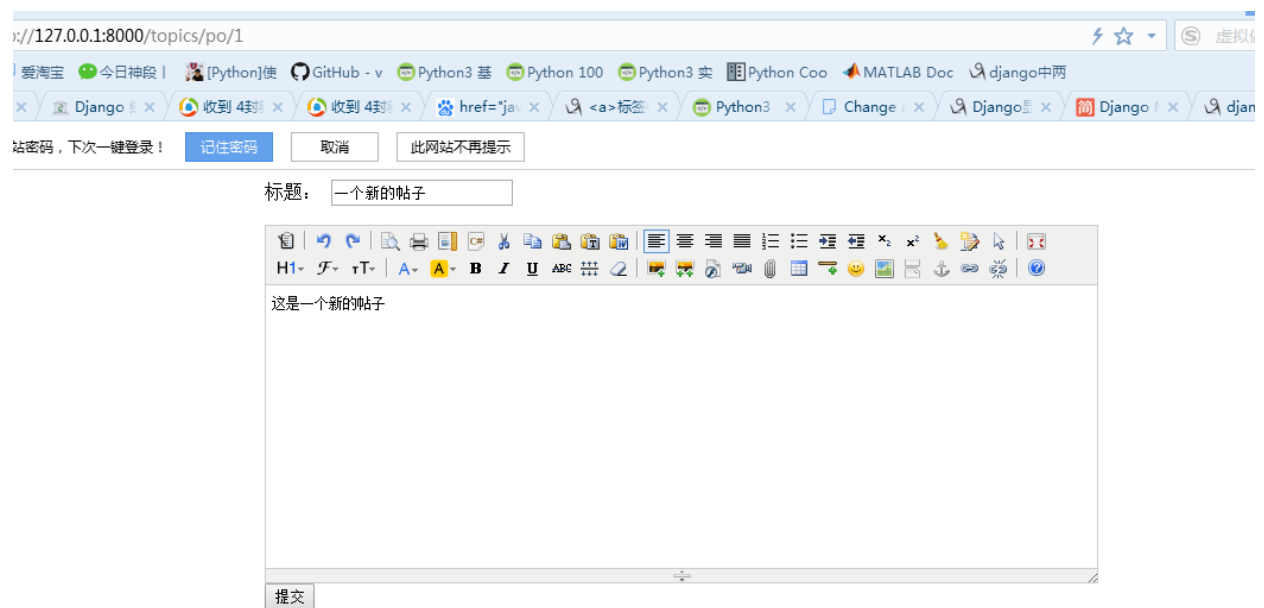 ://127.0.0.1:8000/topics/po/1
爱淘宝 今日神段 [Python]使 GitHub - v Python3 基 Python 100 Python3 实 Python Coo MATLAB Doc django中两
Django 收到 4封 收到 4封 href="jav <a>标签 Python3 Change Django Django djan
站密码，下次一键登录！ 记住密码 取消 此网站不再提示
标题： 一个新的帖子
这是一个新的帖子
提交